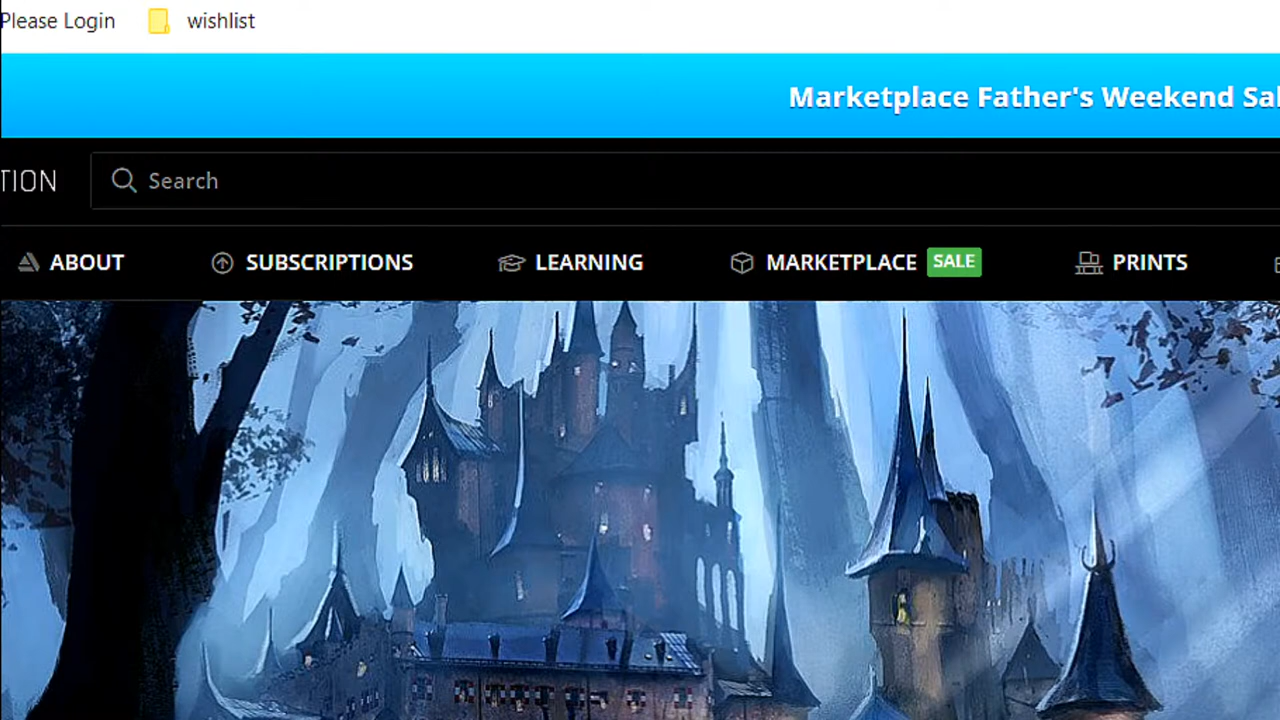 Please Login wishlist
Marketplace Father's Weekend Sal
TION Search
ABOUT SUBSCRIPTIONS LEARNING MARKETPLACE SALE PRINTS